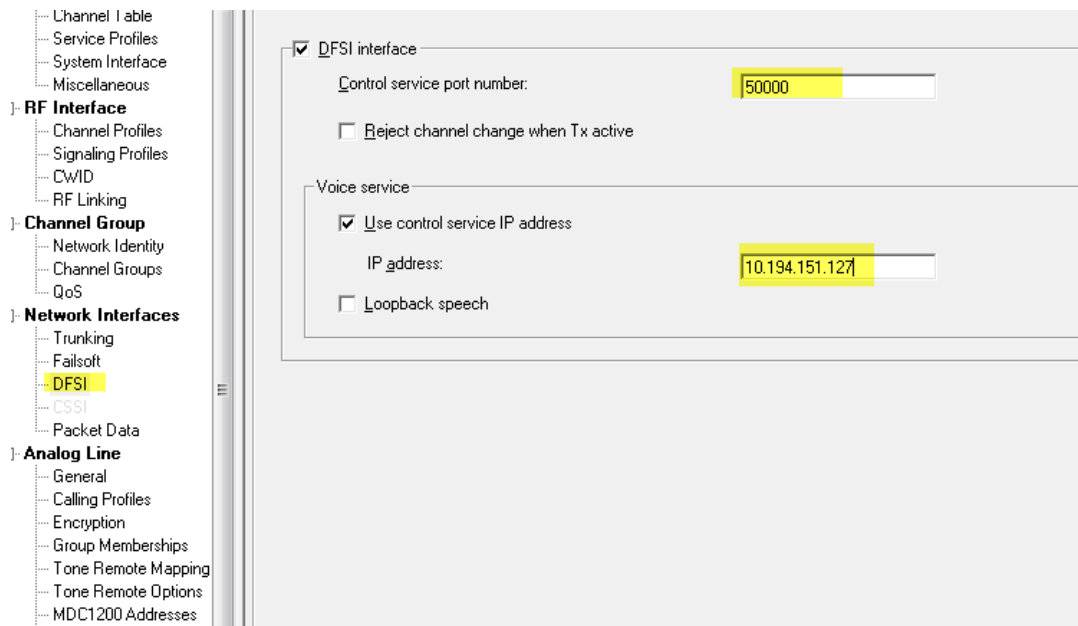 Channel Table
Service Profiles
System Interface
Miscellaneous
RF Interface
Channel Profiles
Signaling Profiles
CWID
RF Linking
Channel Group
Network Identity
Channel Groups
QoS
Network Interfaces
Trunking
Failsoft
DFSI
CSSI
Packet Data
Analog Line
General
Calling Profiles
Encryption
Group Memberships
Tone Remote Mapping
Tone Remote Options
MDC1200 Addresses
DFSI interface
Control service port number: 50000
Reject channel change when Tx active
Voice service
Use control service IP address
IP address: 10.194.151.127
Loopback speech